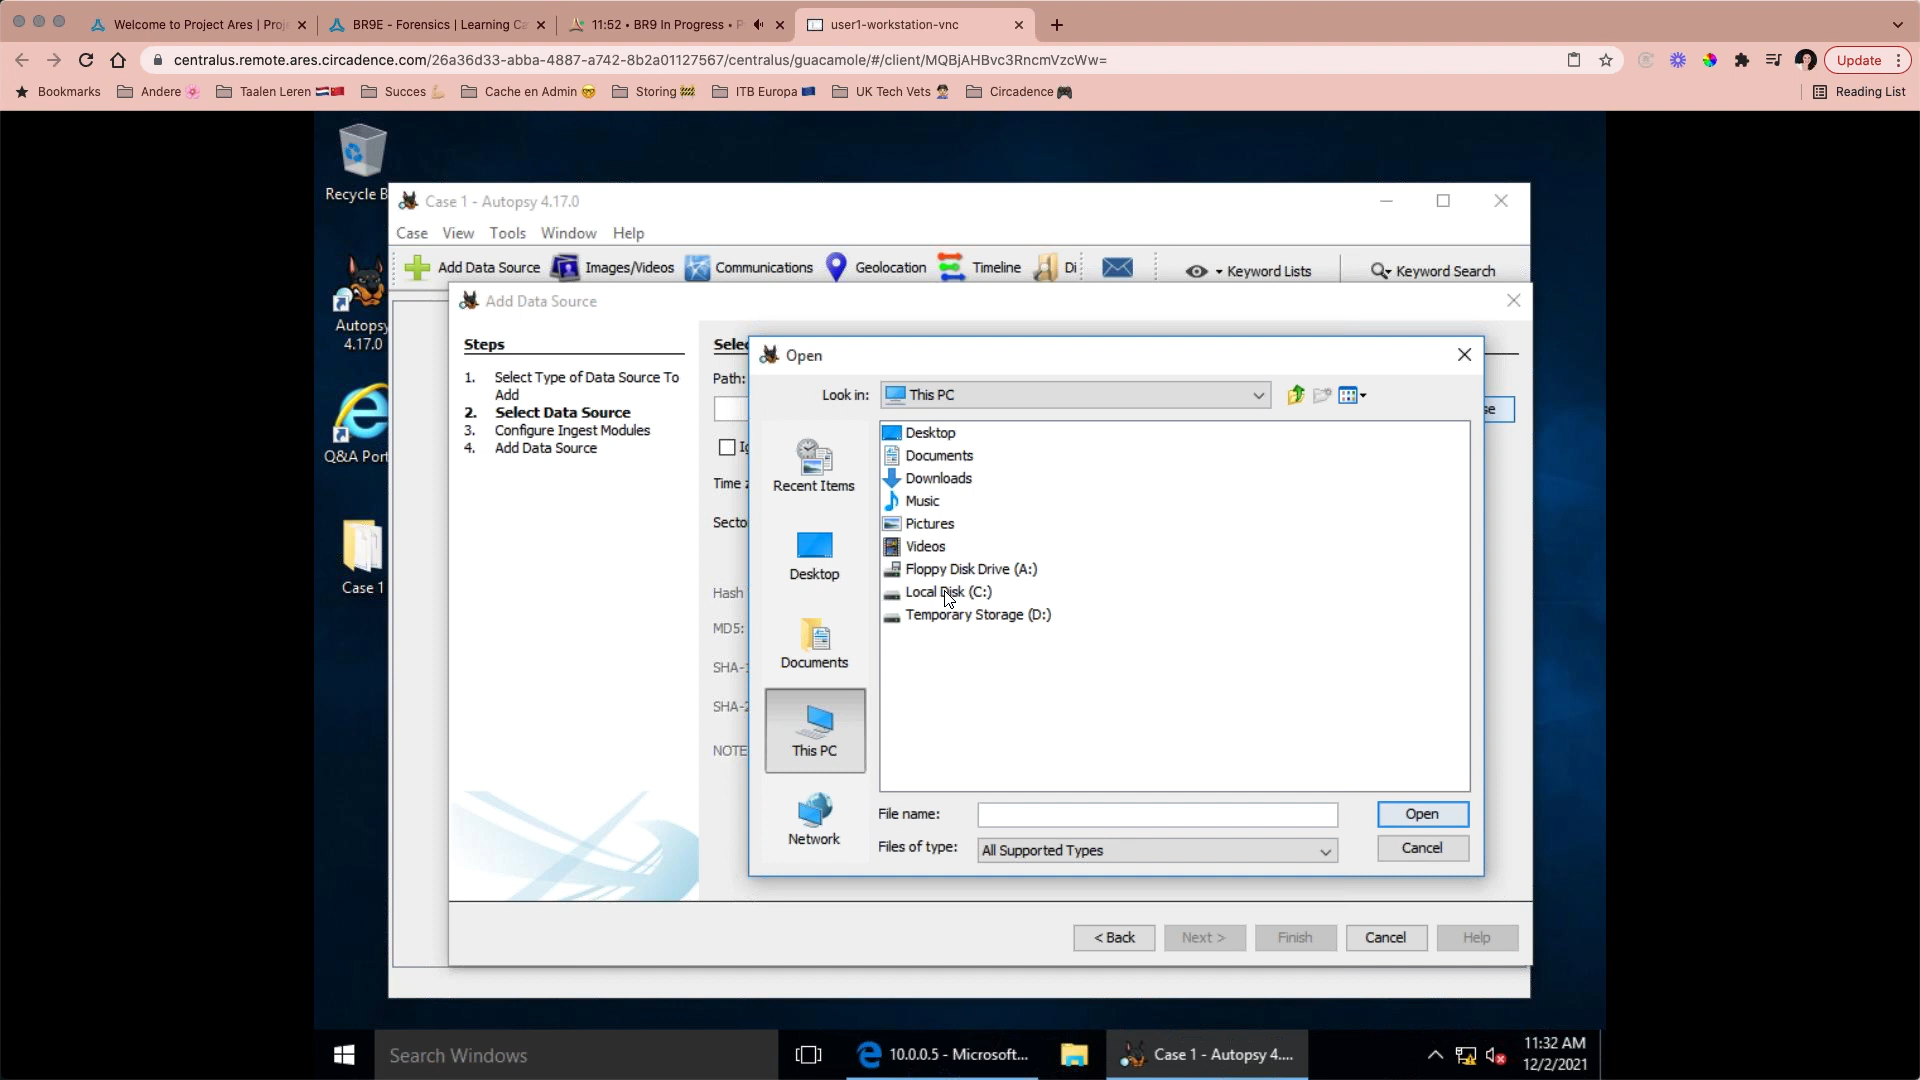 Welcome to Project Ares | Proj
BR9E - Forensics | Learning Ca
11:52 • BR9 In Progress • P
user1-workstation-vnc
centralus.remote.ares.circadence.com/26a36d33-abba-4887-a742-8b2a01127567/centralus/guacamole/#/client/MQBjAHBvc3RncmVzcWw=
Update
Bookmarks
Andere
Taalen Leren
Succes
Cache en Admin
Storing
ITB Europa
UK Tech Vets
Circadence
Reading List
Recycle B
Case 1 - Autopsy 4.17.0
Case View Tools Window Help
Add Data Source
Images/Videos
Communications
Geolocation
Timeline
Di
Keyword Lists
Keyword Search
Autopsy
4.17.0
Q&A Port
Case 1
Add Data Source
Steps
1. Select Type of Data Source To
Add
2. Select Data Source
3. Configure Ingest Modules
4. Add Data Source
Selec
Path:
se
Time z
Secto
Hash
MD5:
SHA-1
SHA-2
NOTE
Open
Look in:
This PC
Recent Items
Desktop
Documents
This PC
Network
Desktop
Documents
Downloads
Music
Pictures
Videos
Floppy Disk Drive (A:)
Local Disk (C:)
Temporary Storage (D:)
File name:
Open
Files of type:
All Supported Types
Cancel
< Back
Next >
Finish
Cancel
Help
Search Windows
10.0.0.5 - Microsoft...
Case 1 - Autopsy 4....
11:32 AM
12/2/2021